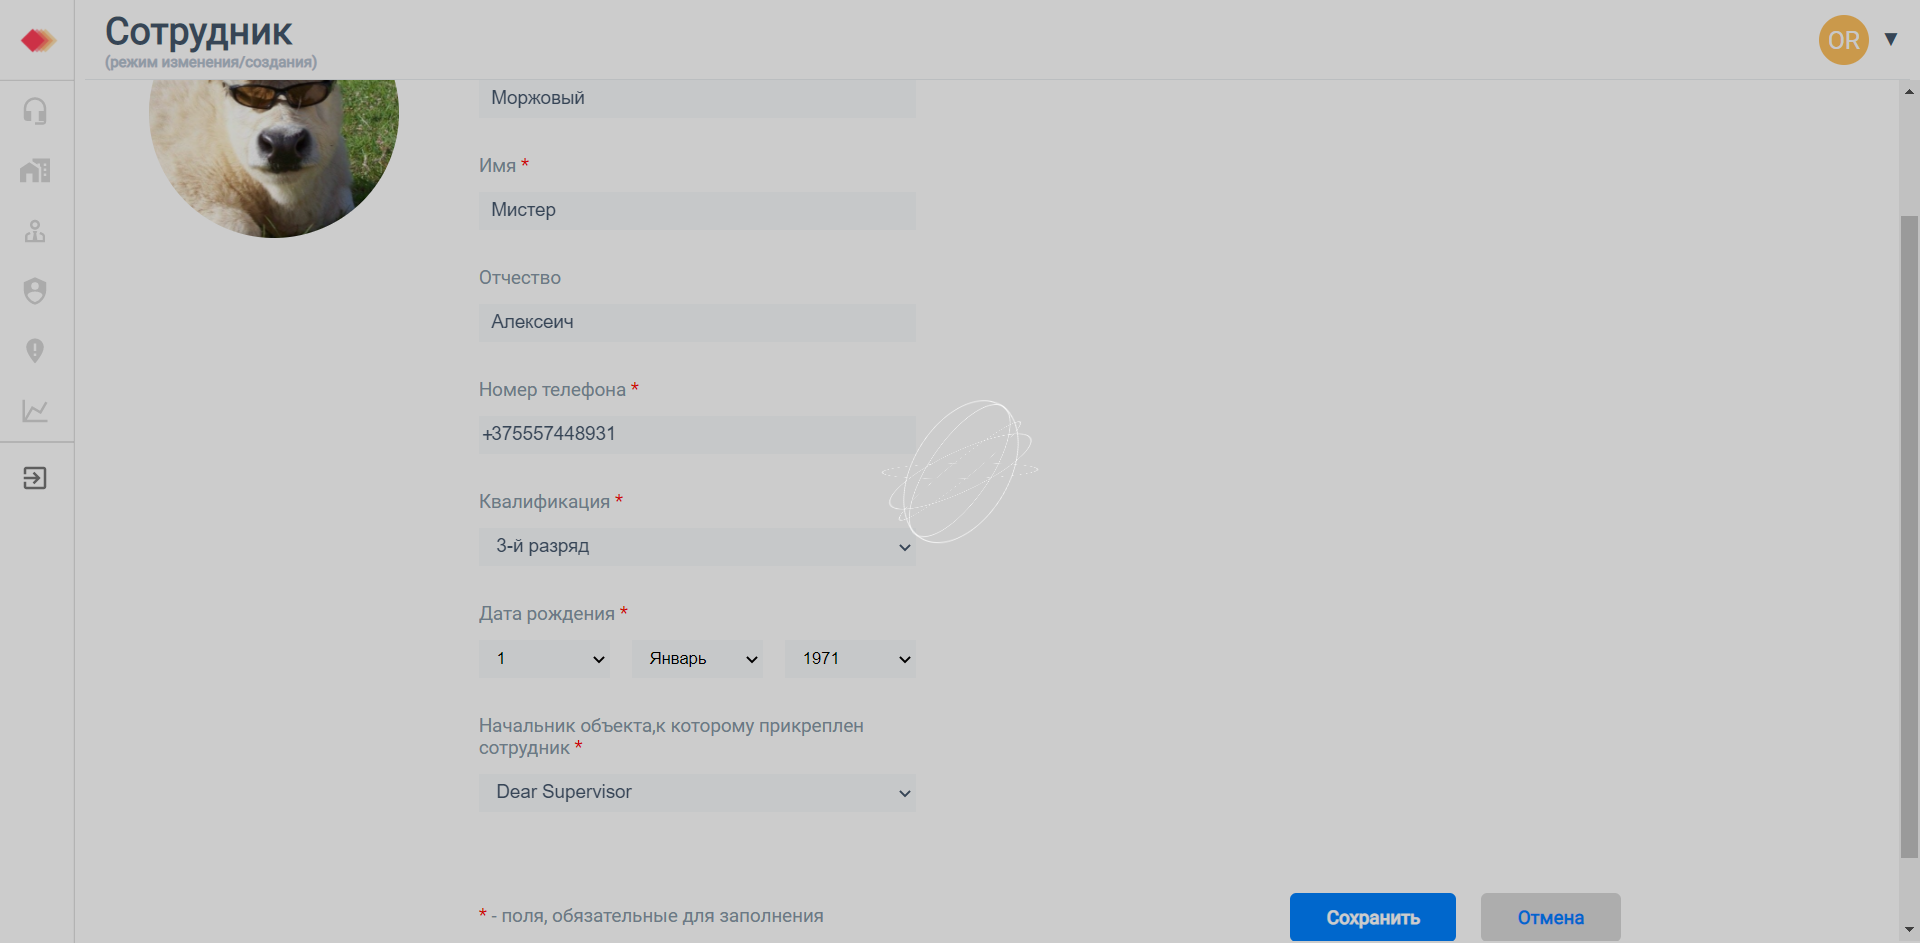 Сотрудник
(режим изменения/создания)
OR
Моржовый
Имя *
Мистер
Отчество
Алексеич
Номер телефона *
+375557448931
Квалификация *
3-й разряд
Дата рождения *
1 Январь 1971
Начальник объекта,к которому прикреплен
сотрудник *
Dear Supervisor
* - поля, обязательные для заполнения
Сохранить Отмена